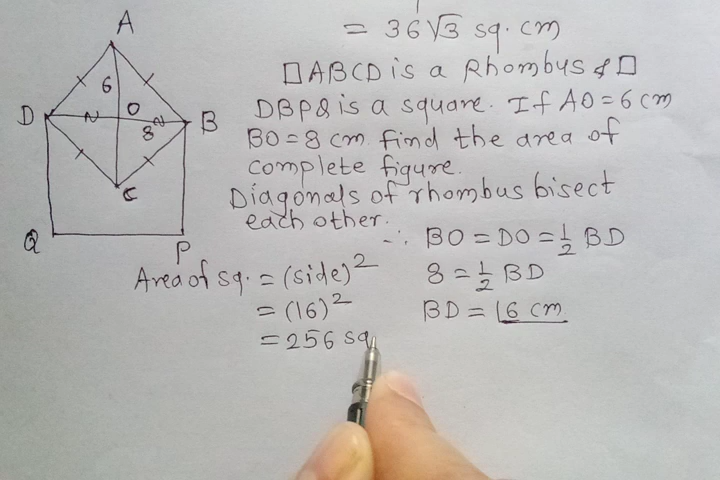 = 36√3 sq. cm
□ABCD is a Rhombus & □
DBPQ is a square. If AO = 6 cm
BO = 8 cm find the area of
complete figure.
Diagonals of rhombus bisect
each other.
∴ BO = DO = 1/2 BD
8 = 1/2 BD
BD = 16 cm
Area of sq. = (side)²
= (16)²
= 256 sq
A
6
D
O
8
B
C
Q
P